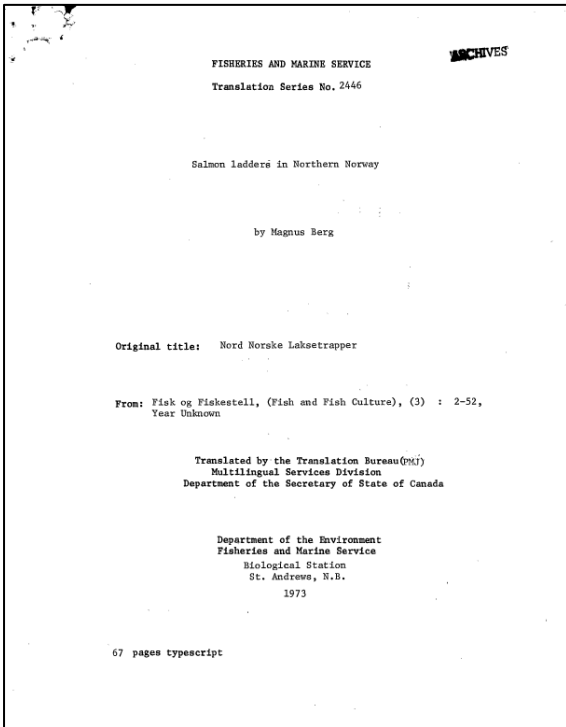 ARCHIVES
FISHERIES AND MARINE SERVICE
Translation Series No. 2446
Salmon ladders in Northern Norway
by Magnus Berg
Original title: Nord Norske Laksetrapper
From: Fisk og Fiskestell, (Fish and Fish Culture), (3) : 2-52,
Year Unknown
Translated by the Translation Bureau(PMJ)
Multilingual Services Division
Department of the Secretary of State of Canada
Department of the Environment
Fisheries and Marine Service
Biological Station
St. Andrews, N.B.
1973
67 pages typescript